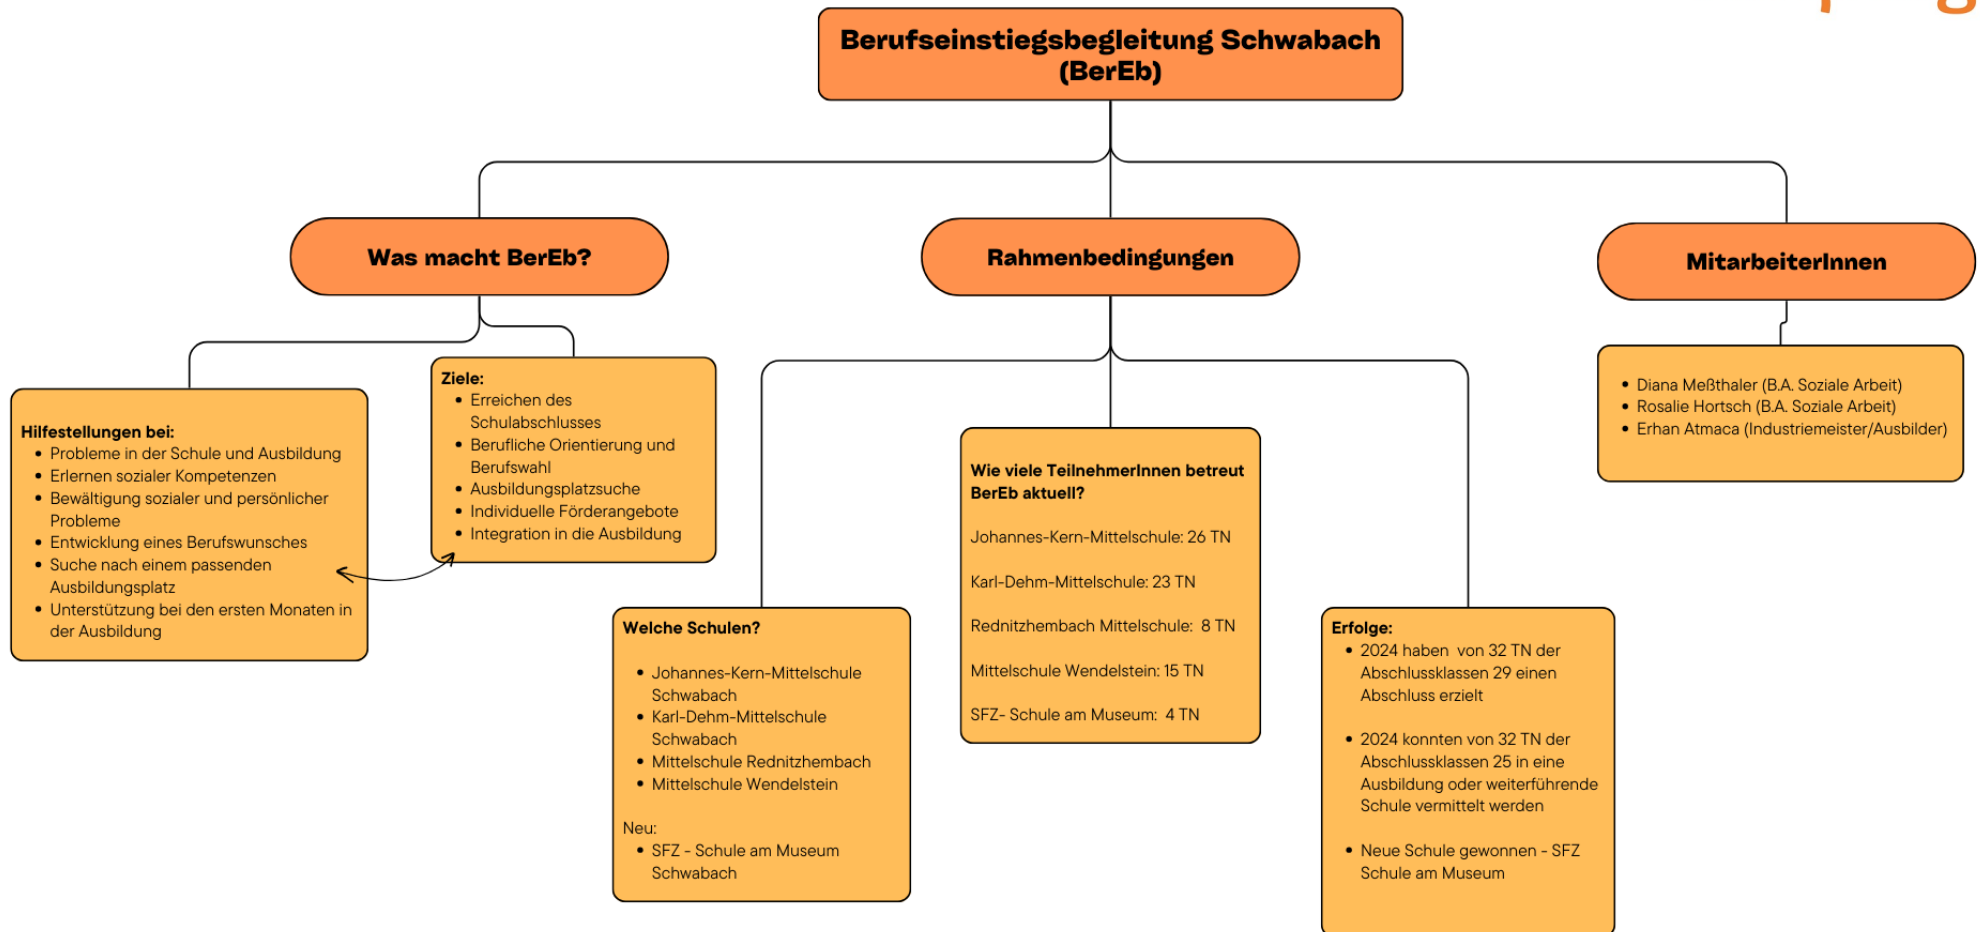 Berufseinstiegsbegleitung Schwabach
(BerEb)
Was macht BerEb?
Rahmenbedingungen
MitarbeiterInnen
Hilfestellungen bei:
• Probleme in der Schule und Ausbildung
• Erlernen sozialer Kompetenzen
• Bewältigung sozialer und persönlicher
Probleme
• Entwicklung eines Berufswunsches
• Suche nach einem passenden
Ausbildungsplatz
• Unterstützung bei den ersten Monaten in
der Ausbildung
Ziele:
• Erreichen des
Schulabschlusses
• Berufliche Orientierung und
Berufswahl
• Ausbildungsplatzsuche
• Individuelle Förderangebote
• Integration in die Ausbildung
Welche Schulen?
• Johannes-Kern-Mittelschule
Schwabach
• Karl-Dehm-Mittelschule
Schwabach
• Mittelschule Rednitzhembach
• Mittelschule Wendelstein
Neu:
• SFZ - Schule am Museum
Schwabach
Wie viele TeilnehmerInnen betreut
BerEb aktuell?
Johannes-Kern-Mittelschule: 26 TN
Karl-Dehm-Mittelschule: 23 TN
Rednitzhembach Mittelschule:  8 TN
Mittelschule Wendelstein: 15 TN
SFZ- Schule am Museum:  4 TN
Erfolge:
• 2024 haben  von 32 TN der
Abschlussklassen 29 einen
Abschluss erzielt
• 2024 konnten von 32 TN der
Abschlussklassen 25 in eine
Ausbildung oder weiterführende
Schule vermittelt werden
• Neue Schule gewonnen - SFZ
Schule am Museum
• Diana Meßthaler (B.A. Soziale Arbeit)
• Rosalie Hortsch (B.A. Soziale Arbeit)
• Erhan Atmaca (Industriemeister/Ausbilder)